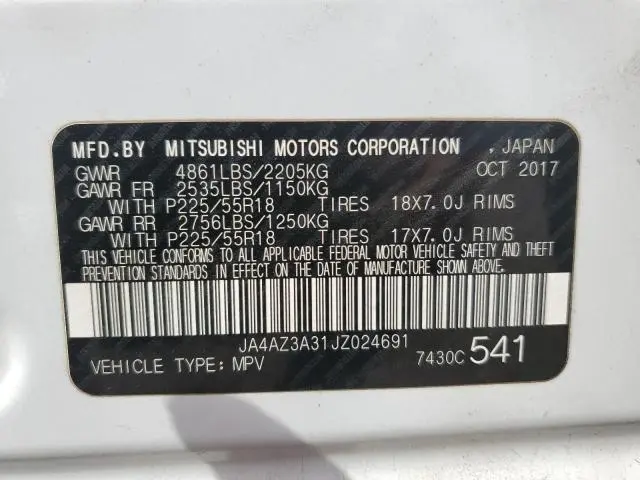 MFD.BY MITSUBISHI MOTORS CORPORATION , JAPAN
GVWR 4861LBS/2205KG OCT 2017
GAWR FR 2535LBS/1150KG
WITH P225/55R18 TIRES 18X7.0J RIMS
GAWR RR 2756LBS/1250KG
WITH P225/55R18 TIRES 17X7.0J RIMS
THIS VEHICLE CONFORMS TO ALL APPLICABLE FEDERAL MOTOR VEHICLE SAFETY AND THEFT
PREVENTION STANDARDS IN EFFECT ON THE DATE OF MANUFACTURE SHOWN ABOVE.
JA4AZ3A31JZ024691
VEHICLE TYPE:MPV 7430C 541